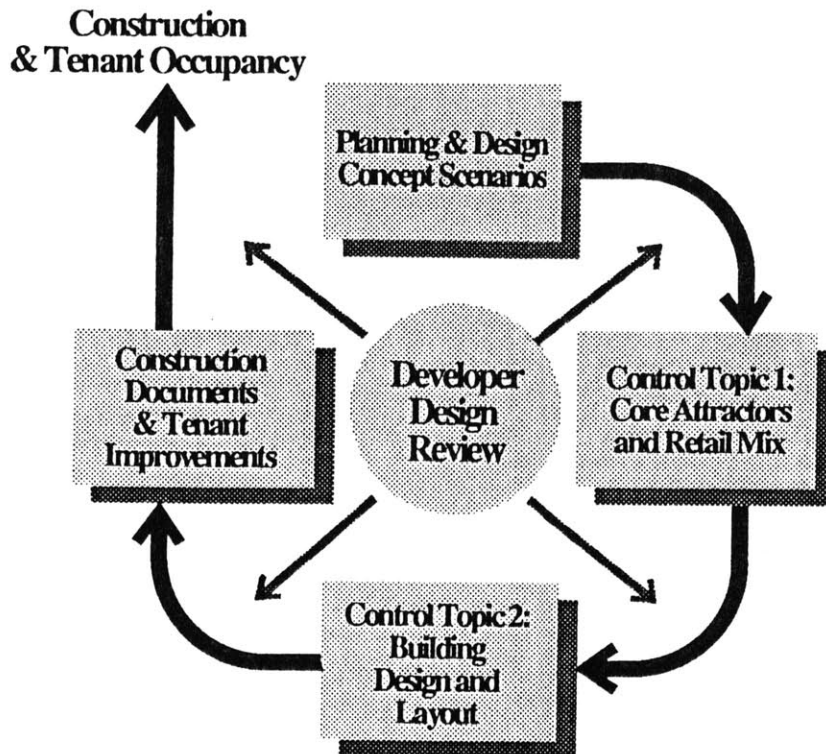 Construction
& Tenant Occupancy
Planning & Design
Concept Scenarios
Construction
Documents
& Tenant
Improvements
Developer
Design
Review
Control Topic 1:
Core Attractors
and Retail Mix
Control Topic 2:
Building
Design and
Layout